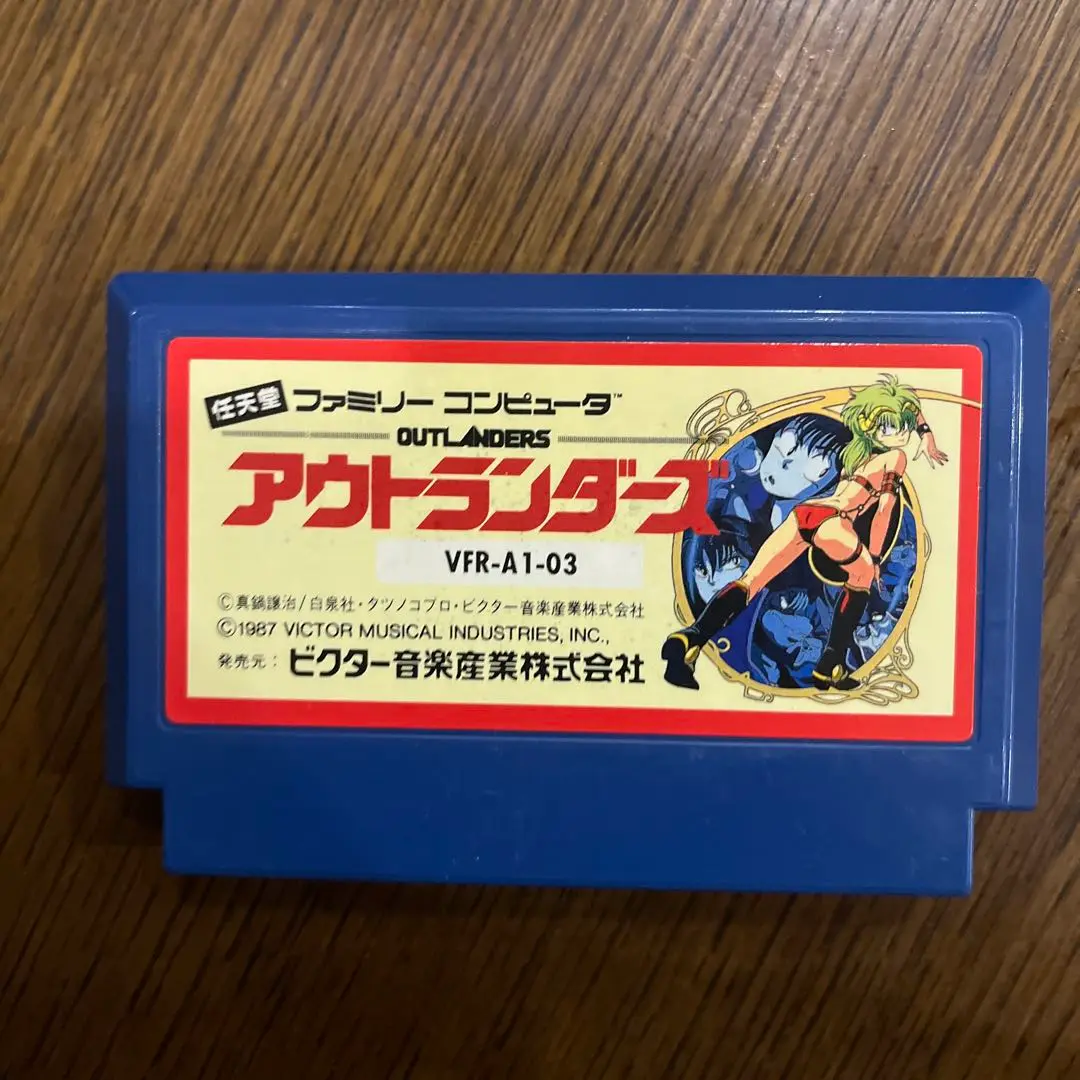 任天堂 ファミリー コンピュータ™
OUTLANDERS
アウトランダーズ
VFR-A1-03
©真鍋譲治/白泉社・タツノコプロ・ビクター音楽産業株式会社
©1987 VICTOR MUSICAL INDUSTRIES, INC.,
発売元：ビクター音楽産業株式会社